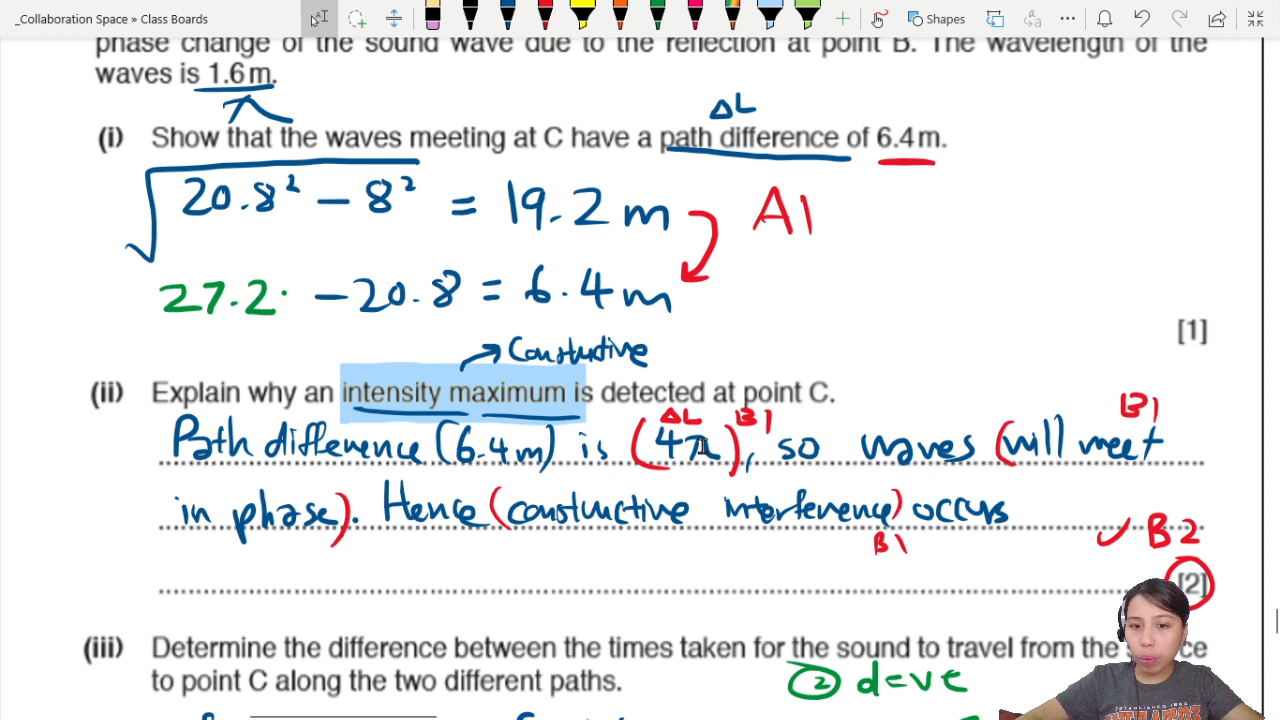 _Collaboration Space » Class Boards
Shapes
phase change of the sound wave due to the reflection at point B. The wavelength of the
waves is 1.6 m.
λ
ΔL
(i) Show that the waves meeting at C have a path difference of 6.4 m.
√20.8² − 8² = 19.2 m
A1
27.2 − 20.8 = 6.4 m
[1]
→ Constuctive
(ii) Explain why an intensity maximum is detected at point C.
ΔL B1 B1
Path difference (6.4 m) is (4λ), so waves (will meet
in phase). Hence (constructive interference) occurs
B1
✓ B2
[2]
(iii) Determine the difference between the times taken for the sound to travel from the
ce
to point C along the two different paths.
② d=vt